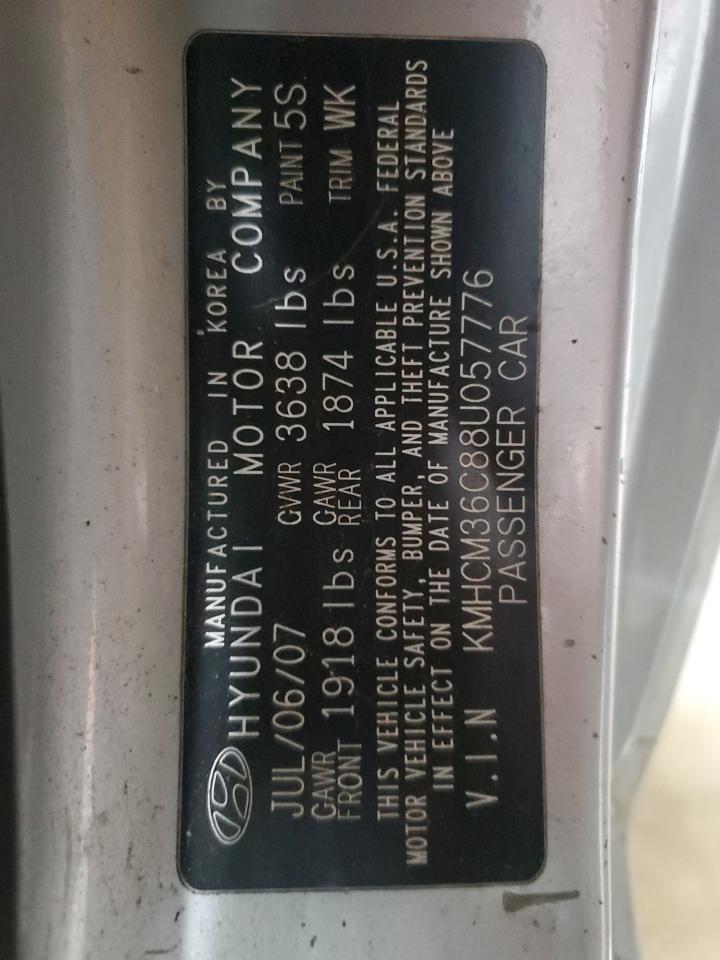 MANUFACTURED IN KOREA BY
HYUNDAI MOTOR COMPANY
JUL/06/07 GVWR 3638 lbs PAINT 5S
GAWR FRONT 1918 lbs GAWR REAR 1874 lbs TRIM WK
THIS VEHICLE CONFORMS TO ALL APPLICABLE U.S.A. FEDERAL
MOTOR VEHICLE SAFETY, BUMPER, AND THEFT PREVENTION STANDARDS
IN EFFECT ON THE DATE OF MANUFACTURE SHOWN ABOVE
V.I.N KMHCM36C88U057776
PASSENGER CAR